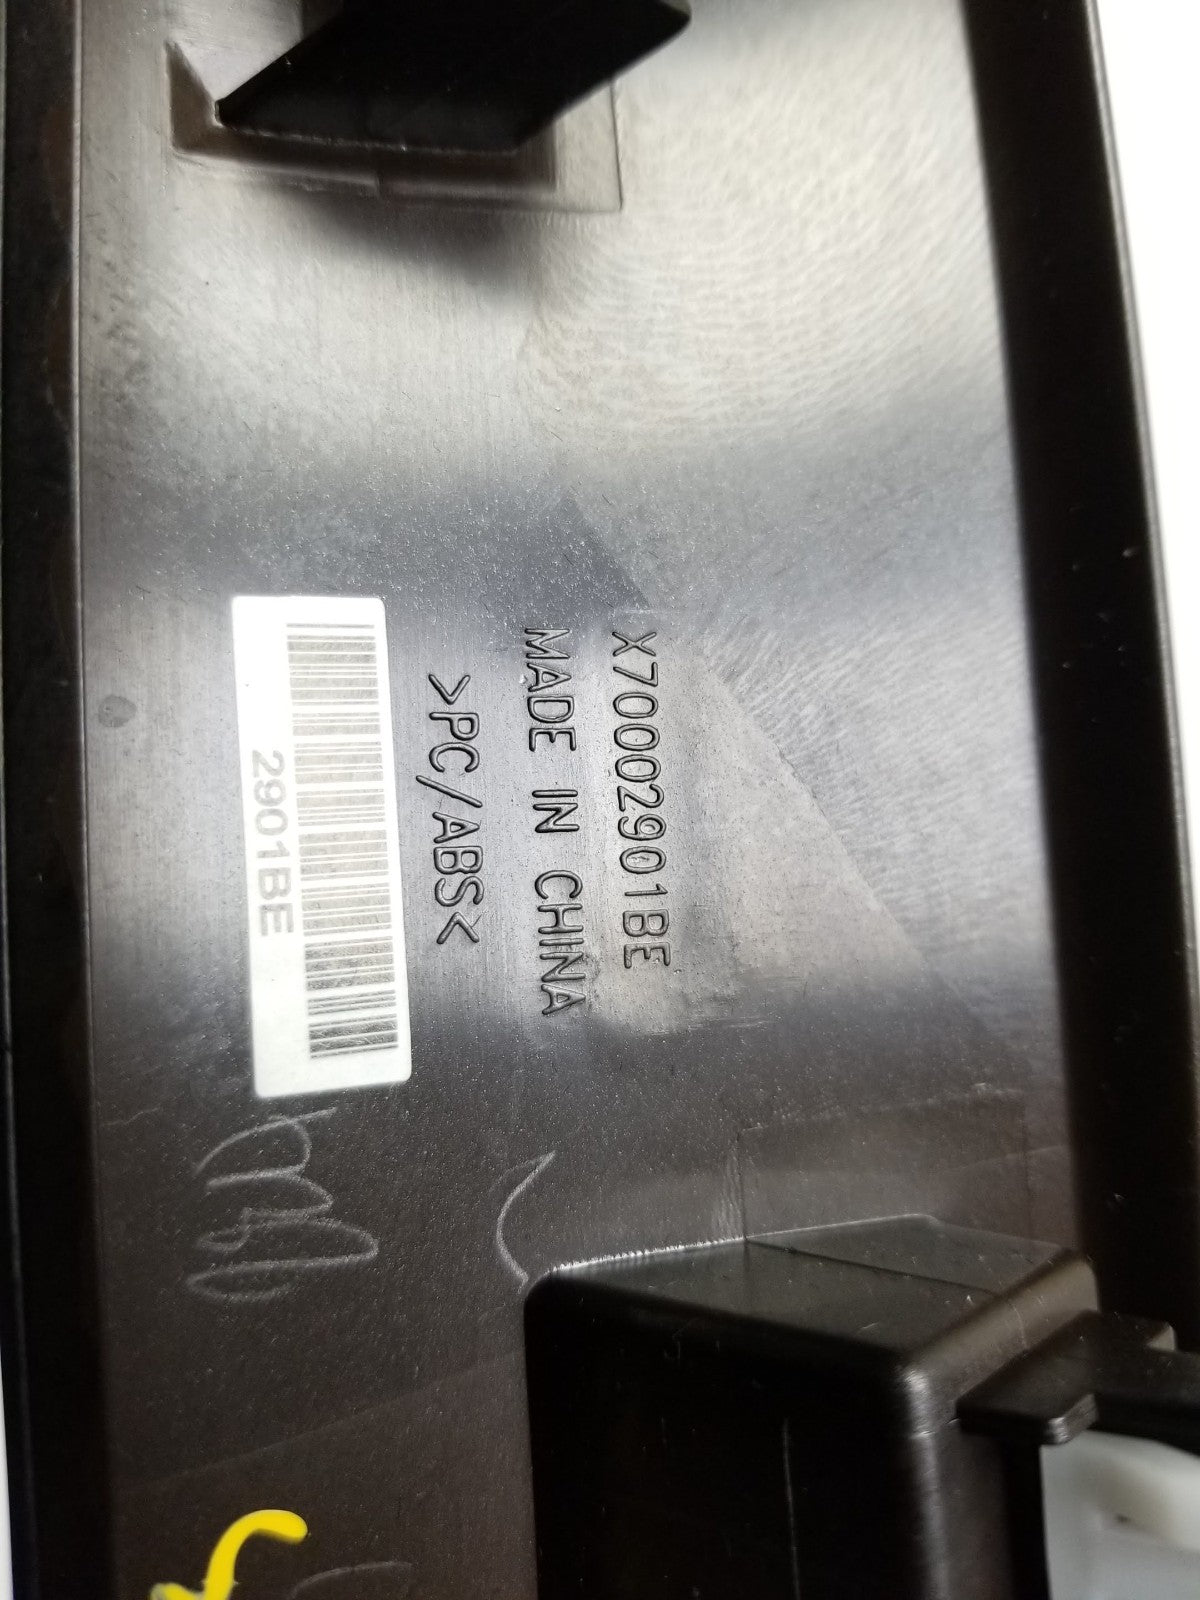 X70002901BE
MADE IN CHINA
>PC/ABS<
2901BE